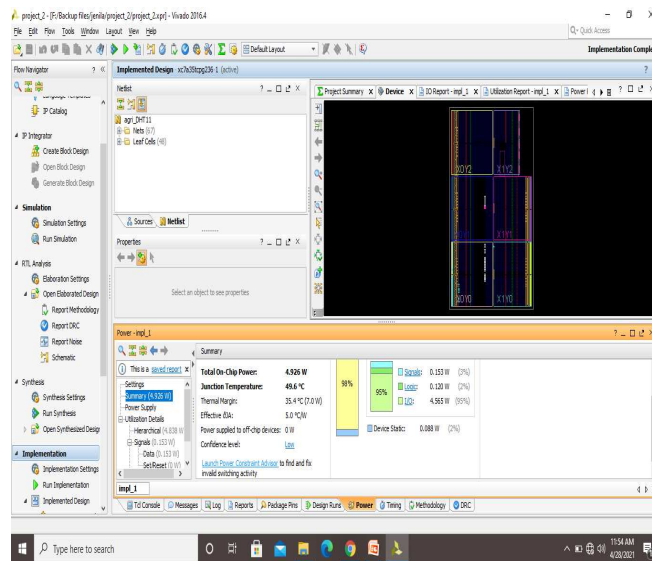 project_2 - [F:/Backup files/jenila/project_2/project_2.xpr] - Vivado 2016.4
File Edit Flow Tools Window Layout View Help
Quick Access
Default Layout
Implementation Comple
Flow Navigator
IP Catalog
IP Integrator
Create Block Design
Open Block Design
Generate Block Design
Simulation
Simulation Settings
Run Simulation
RTL Analysis
Elaboration Settings
Open Elaborated Design
Report Methodology
Report DRC
Report Noise
Schematic
Synthesis
Synthesis Settings
Run Synthesis
Open Synthesized Design
Implementation
Implementation Settings
Run Implementation
Implemented Design
Implemented Design - xc7a35tcpg236-1 (active)
Netlist
agri_DHT11
Nets (67)
Leaf Cells (48)
Sources Netlist
Properties
Select an object to see properties
Project Summary Device IO Report - impl_1 Utilization Report - impl_1 Power
X0Y2 X1Y2
X1Y1
X0Y0 X1Y0
Power - impl_1
This is a saved report
Settings
Summary (4.926 W)
Power Supply
Utilization Details
Hierarchical (4.838 W)
Signals (0.153 W)
Data (0.153 W)
Set/Reset (0 W)
Summary
Total On-Chip Power: 4.926 W
Junction Temperature: 49.6 °C
Thermal Margin: 35.4 °C (7.0 W)
Effective ϑJA: 5.0 °C/W
Power supplied to off-chip devices: 0 W
Confidence level: Low
Launch Power Constraint Advisor to find and fix
invalid switching activity
98%
95%
Signals: 0.153 W (3%)
Logic: 0.120 W (2%)
I/O: 4.565 W (95%)
Device Static: 0.088 W (2%)
impl_1
Tcl Console Messages Log Reports Package Pins Design Runs Power Timing Methodology DRC
Type here to search
11:54 AM
4/28/2021